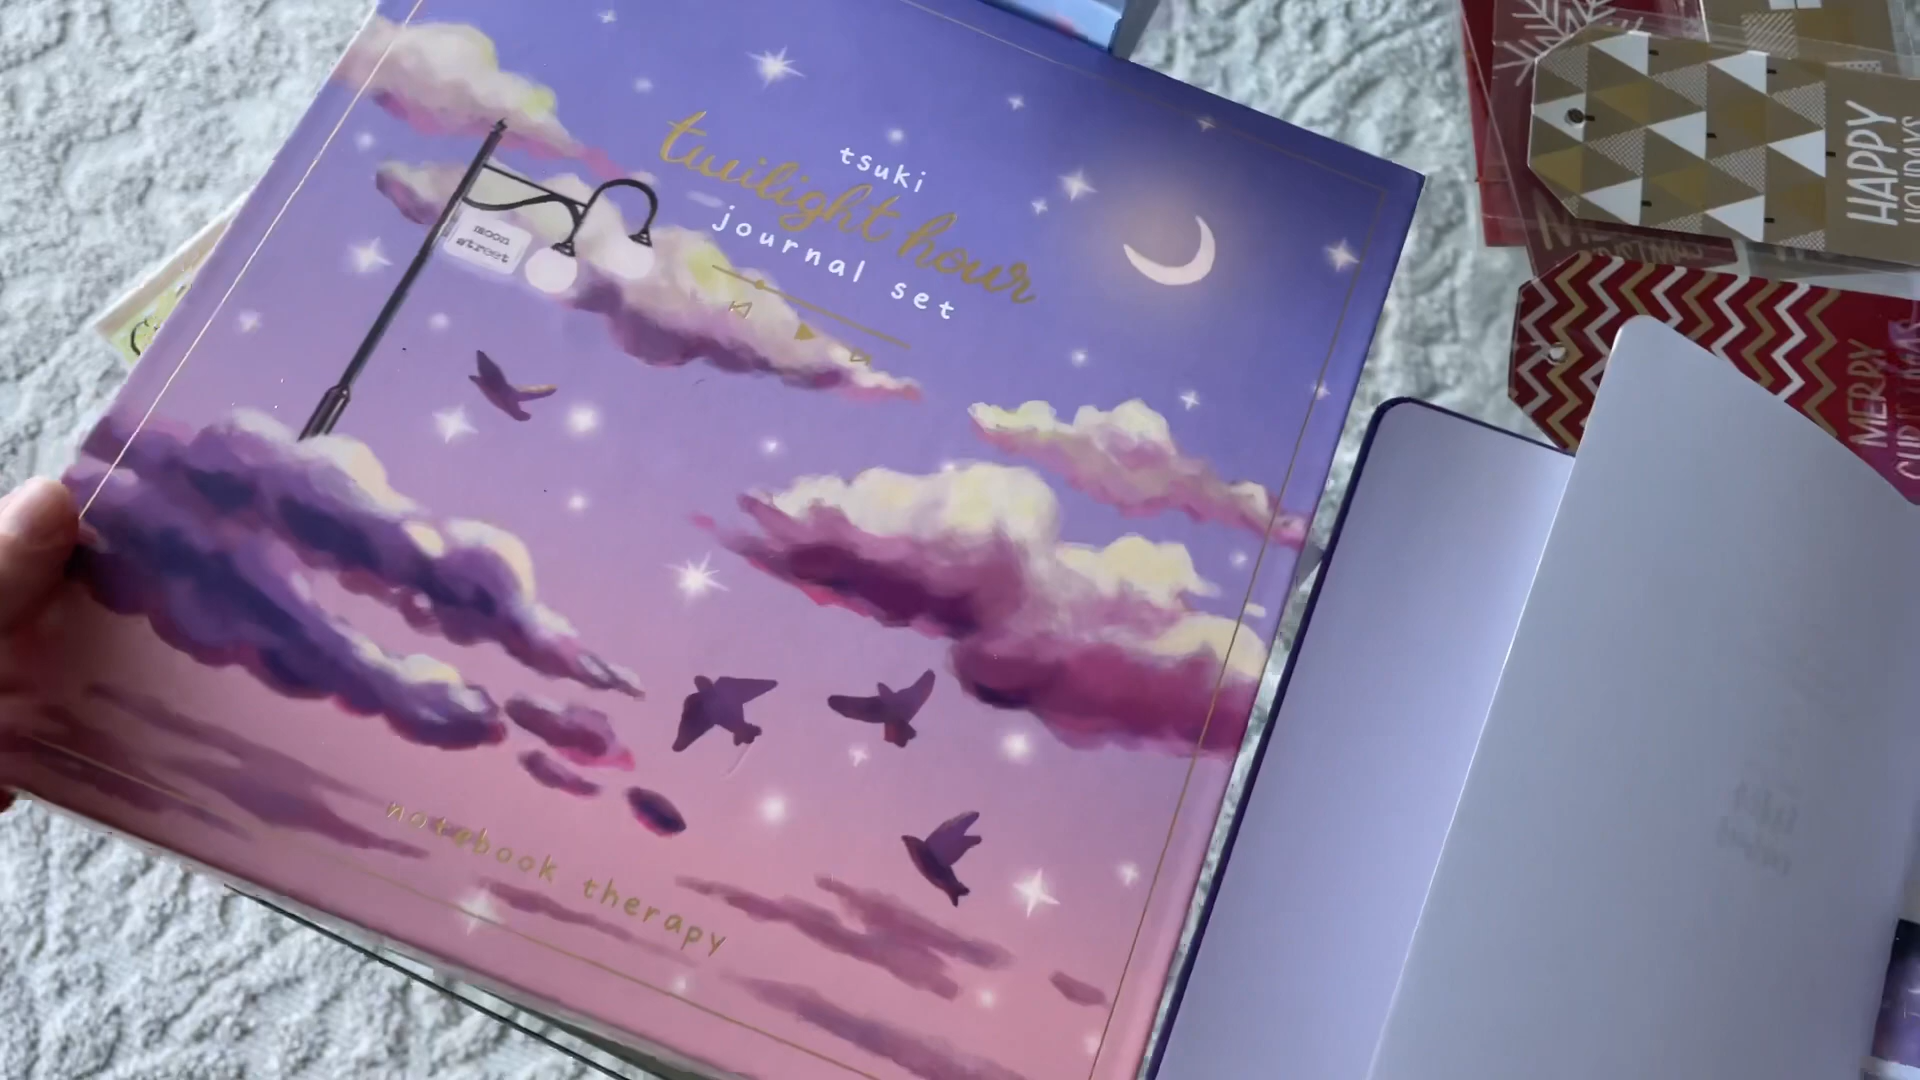 tsuki
twilight hour
journal set
moon
street
notebook therapy
HAPPY
HOLIDAYS
MERRY
CHRISTMAS